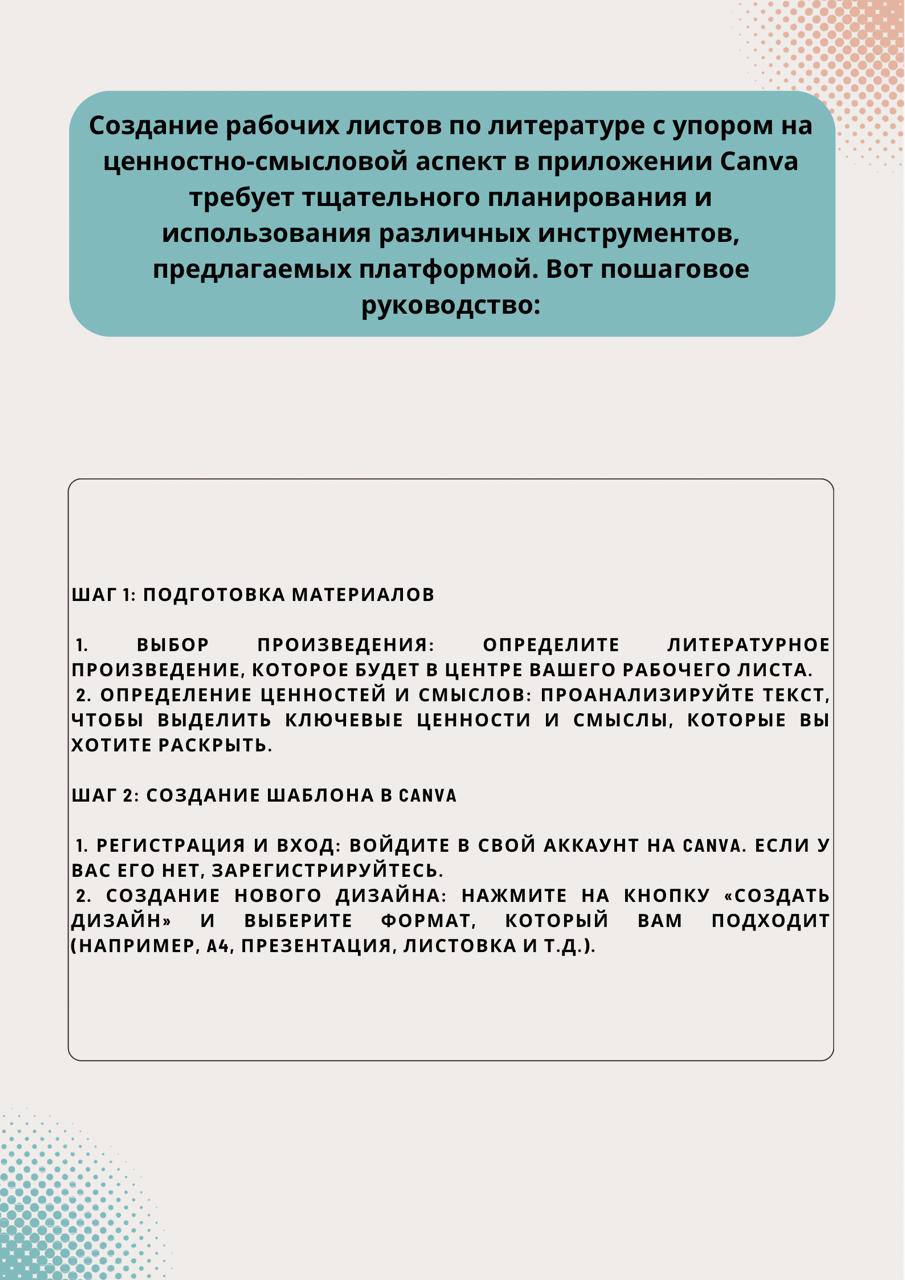 Создание рабочих листов по литературе с упором на
ценностно-смысловой аспект в приложении Canva
требует тщательного планирования и
использования различных инструментов,
предлагаемых платформой. Вот пошаговое
руководство:
ШАГ 1: ПОДГОТОВКА МАТЕРИАЛОВ
1. ВЫБОР ПРОИЗВЕДЕНИЯ: ОПРЕДЕЛИТЕ ЛИТЕРАТУРНОЕ
ПРОИЗВЕДЕНИЕ, КОТОРОЕ БУДЕТ В ЦЕНТРЕ ВАШЕГО РАБОЧЕГО ЛИСТА.
2. ОПРЕДЕЛЕНИЕ ЦЕННОСТЕЙ И СМЫСЛОВ: ПРОАНАЛИЗИРУЙТЕ ТЕКСТ,
ЧТОБЫ ВЫДЕЛИТЬ КЛЮЧЕВЫЕ ЦЕННОСТИ И СМЫСЛЫ, КОТОРЫЕ ВЫ
ХОТИТЕ РАСКРЫТЬ.
ШАГ 2: СОЗДАНИЕ ШАБЛОНА В CANVA
1. РЕГИСТРАЦИЯ И ВХОД: ВОЙДИТЕ В СВОЙ АККАУНТ НА CANVA. ЕСЛИ У
ВАС ЕГО НЕТ, ЗАРЕГИСТРИРУЙТЕСЬ.
2. СОЗДАНИЕ НОВОГО ДИЗАЙНА: НАЖМИТЕ НА КНОПКУ «СОЗДАТЬ
ДИЗАЙН» И ВЫБЕРИТЕ ФОРМАТ, КОТОРЫЙ ВАМ ПОДХОДИТ
(НАПРИМЕР, A4, ПРЕЗЕНТАЦИЯ, ЛИСТОВКА И Т.Д.).